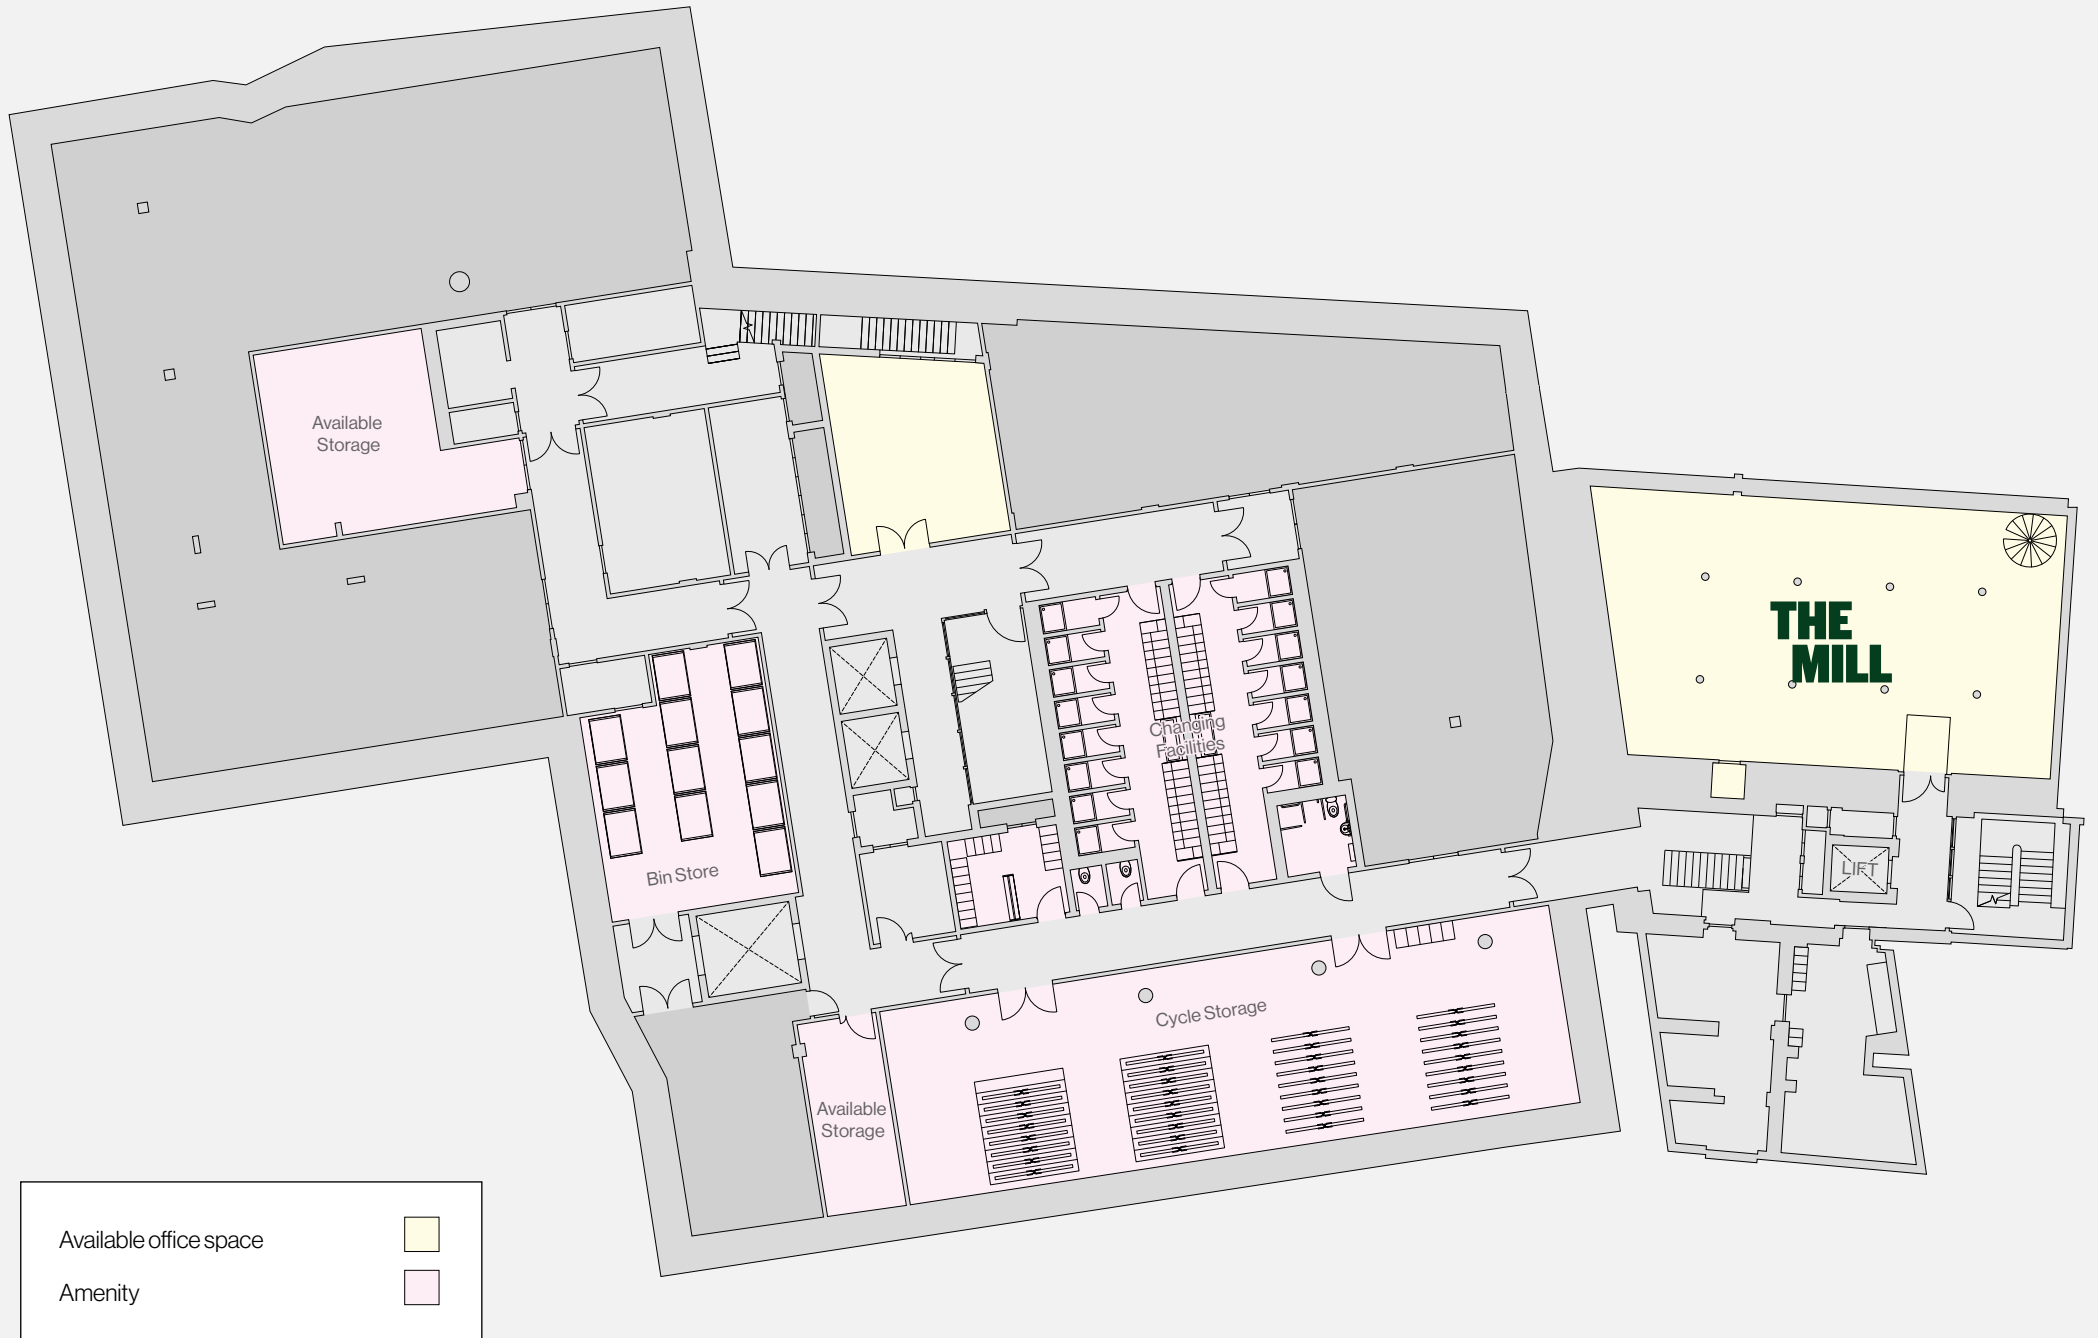 Available
Storage
THE
MILL
Changing
Facilities
LIFT
Bin Store
Cycle Storage
Available
Storage
Available office space
Amenity